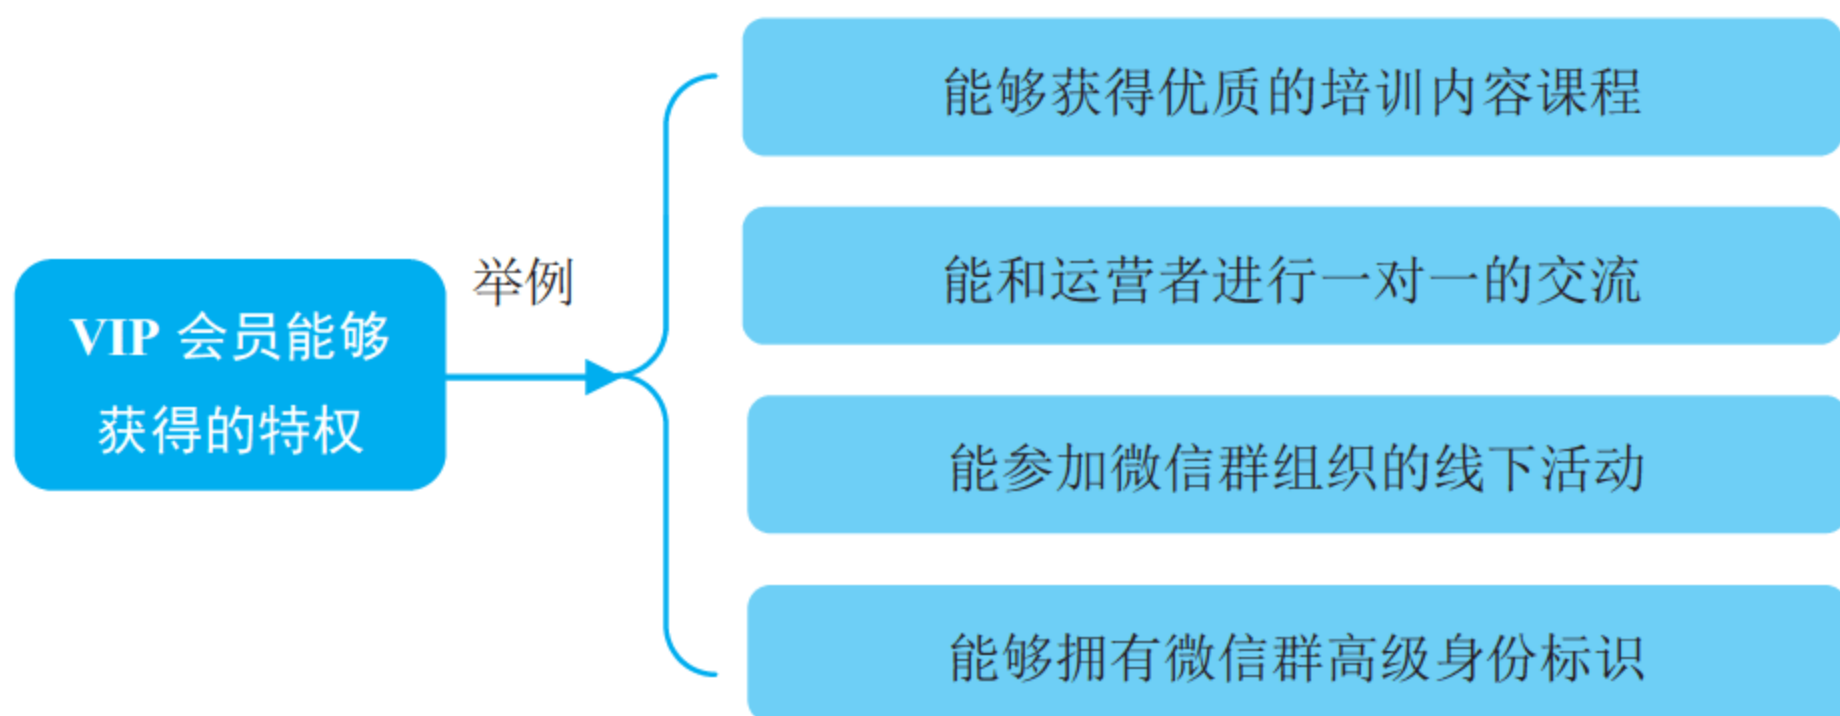 VIP 会员能够
获得的特权
举例
能够获得优质的培训内容课程
能和运营者进行一对一的交流
能参加微信群组织的线下活动
能够拥有微信群高级身份标识